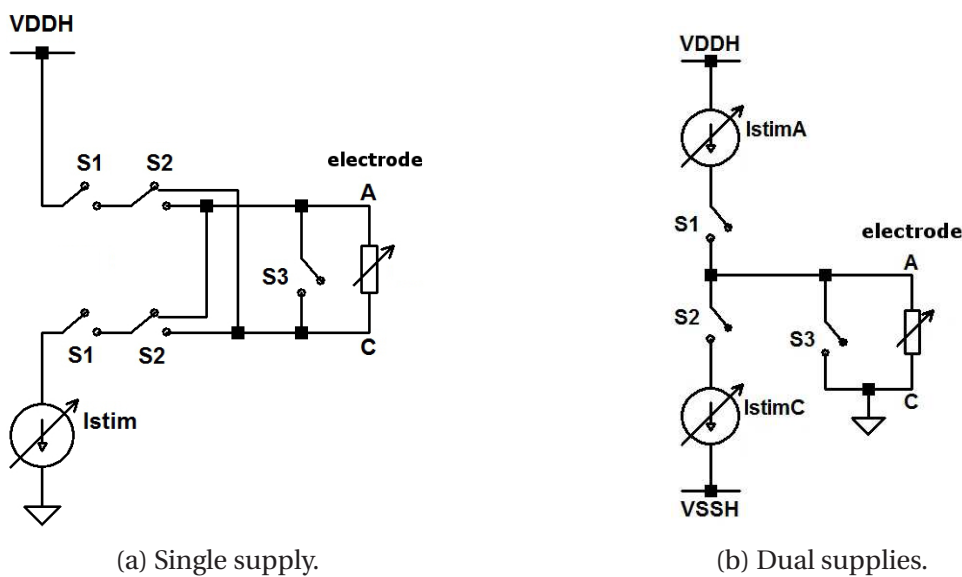 VDDH
S1
S2
electrode
A
S3
C
S1
S2
Istim
(a) Single supply.
VDDH
IstimA
S1
electrode
A
S2
S3
C
IstimC
VSSH
(b) Dual supplies.